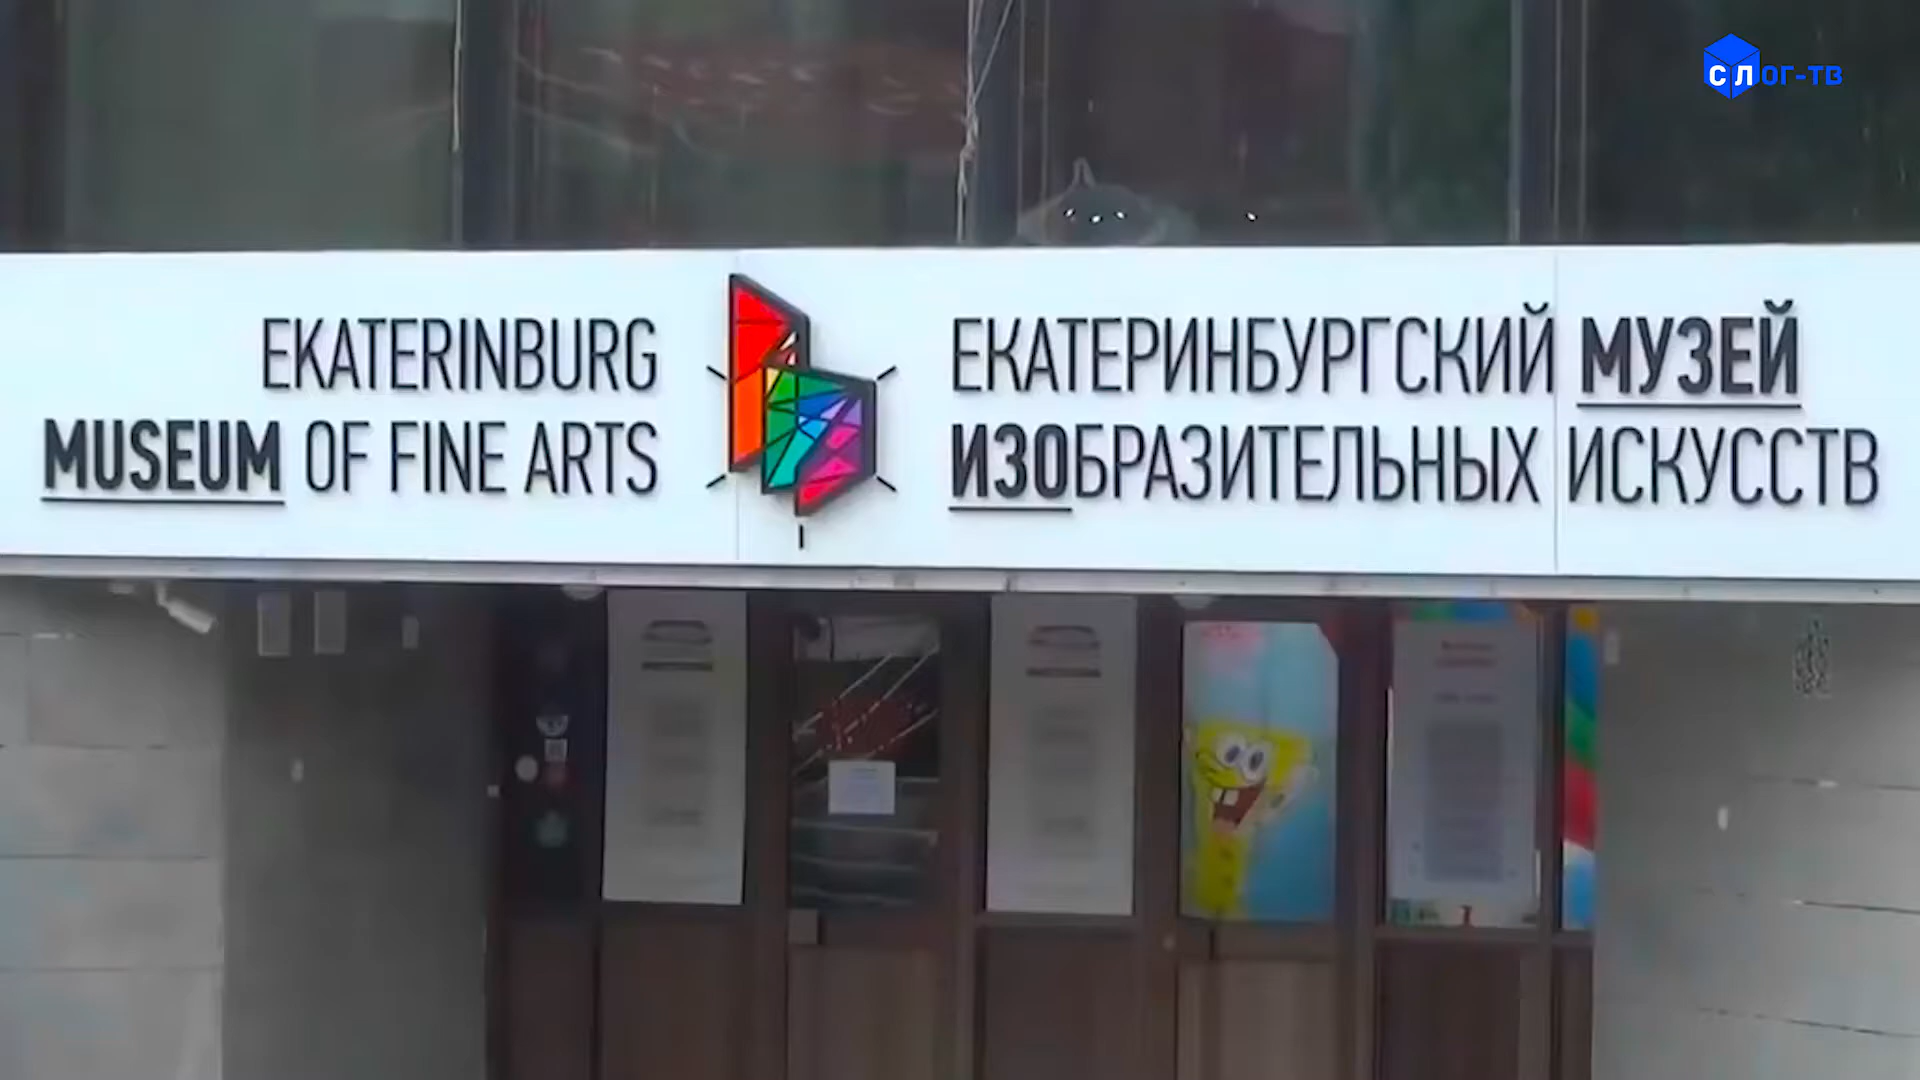 слог-тв
EKATERINBURG
MUSEUM OF FINE ARTS
ЕКАТЕРИНБУРГСКИЙ МУЗЕЙ
ИЗОБРАЗИТЕЛЬНЫХ ИСКУССТВ